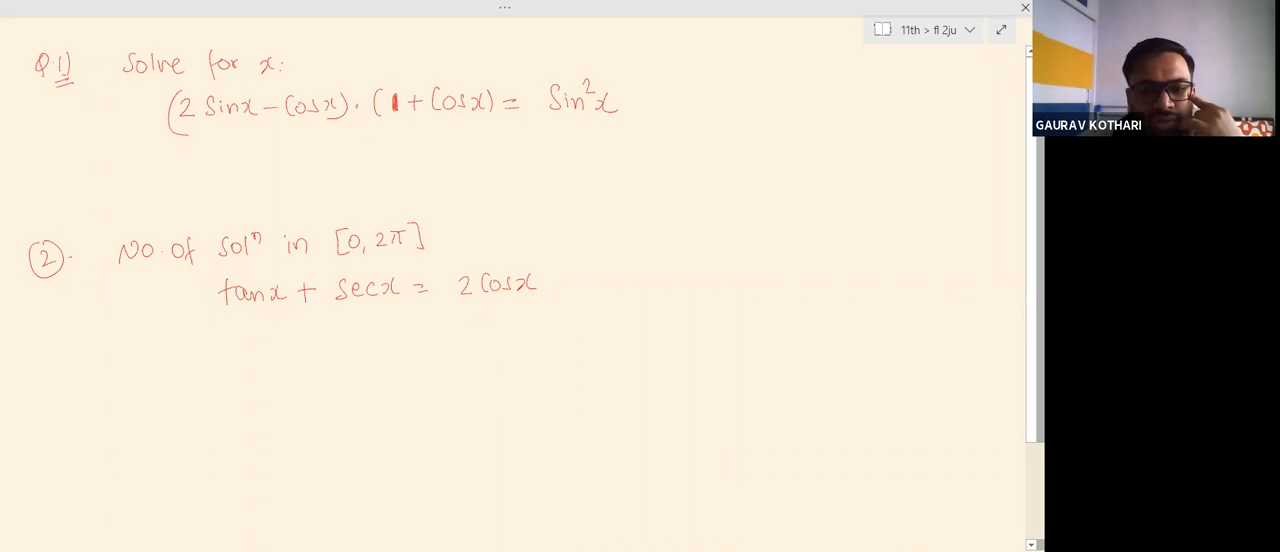 11th > fl 2ju
GAURAV KOTHARI
Q.1) Solve for x:
(2 Sinx - Cosx) . (1 + Cosx) = Sin²x
2. No. of solⁿ in [0, 2π]
tanx + secx = 2 Cosx